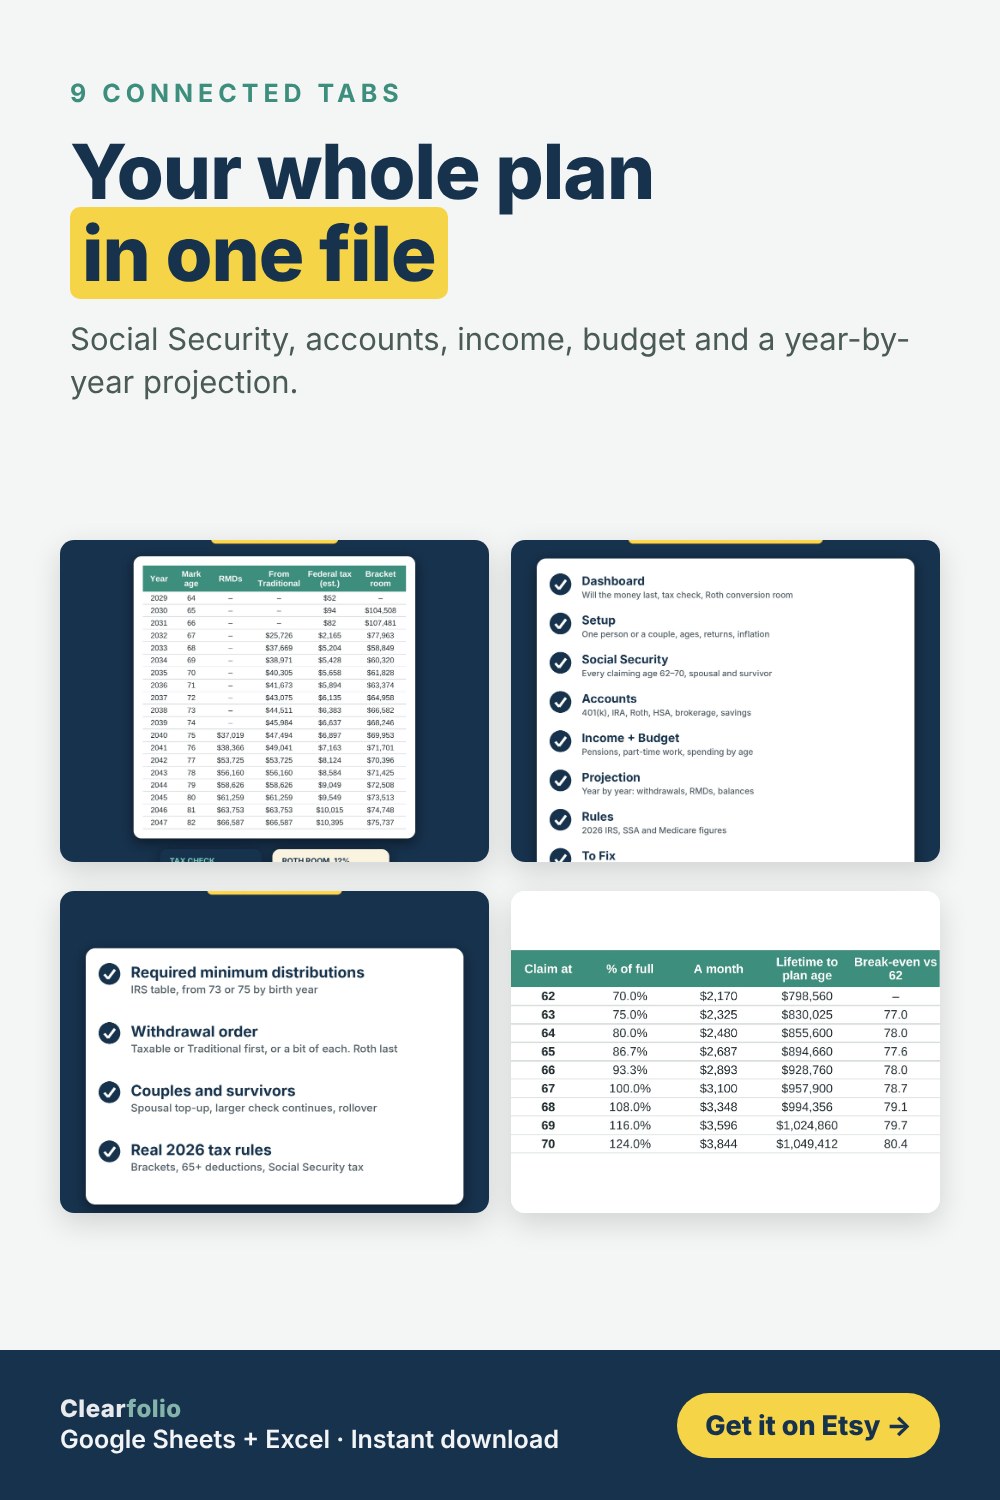 9 CONNECTED TABS
Your whole plan
in one file
Social Security, accounts, income, budget and a year-by-
year projection.
Year Mark age RMDs From Traditional Federal tax (est.) Bracket room
2029 64 – – $52 –
2030 65 – – $94 $104,508
2031 66 – – $82 $107,481
2032 67 – $25,726 $2,165 $77,963
2033 68 – $37,669 $5,204 $58,849
2034 69 – $38,971 $5,428 $60,320
2035 70 – $40,305 $5,658 $61,828
2036 71 – $41,673 $5,894 $63,374
2037 72 – $43,075 $6,135 $64,958
2038 73 – $44,511 $6,383 $66,582
2039 74 – $45,984 $6,637 $68,246
2040 75 $37,019 $47,494 $6,897 $69,953
2041 76 $38,366 $49,041 $7,163 $71,701
2042 77 $53,725 $53,725 $8,124 $70,396
2043 78 $56,160 $56,160 $8,584 $71,425
2044 79 $58,626 $58,626 $9,049 $72,508
2045 80 $61,259 $61,259 $9,549 $73,513
2046 81 $63,753 $63,753 $10,015 $74,748
2047 82 $66,587 $66,587 $10,395 $75,737
TAX CHECK
ROTH ROOM, 12%
Dashboard
Will the money last, tax check, Roth conversion room
Setup
One person or a couple, ages, returns, inflation
Social Security
Every claiming age 62–70, spousal and survivor
Accounts
401(k), IRA, Roth, HSA, brokerage, savings
Income + Budget
Pensions, part-time work, spending by age
Projection
Year by year: withdrawals, RMDs, balances
Rules
2026 IRS, SSA and Medicare figures
To Fix
Required minimum distributions
IRS table, from 73 or 75 by birth year
Withdrawal order
Taxable or Traditional first, or a bit of each. Roth last
Couples and survivors
Spousal top-up, larger check continues, rollover
Real 2026 tax rules
Brackets, 65+ deductions, Social Security tax
Claim at % of full A month Lifetime to plan age Break-even vs 62
62 70.0% $2,170 $798,560 –
63 75.0% $2,325 $830,025 77.0
64 80.0% $2,480 $855,600 78.0
65 86.7% $2,687 $894,660 77.6
66 93.3% $2,893 $928,760 78.0
67 100.0% $3,100 $957,900 78.7
68 108.0% $3,348 $994,356 79.1
69 116.0% $3,596 $1,024,860 79.7
70 124.0% $3,844 $1,049,412 80.4
Clearfolio
Google Sheets + Excel · Instant download
Get it on Etsy →